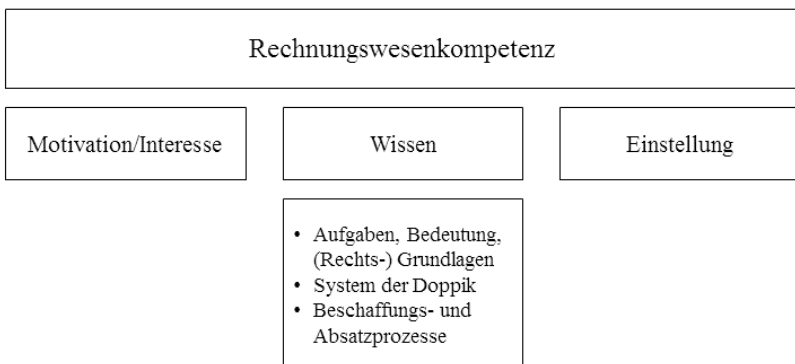 Rechnungswesenkompetenz
Motivation/Interesse
Wissen
Einstellung
• Aufgaben, Bedeutung,
(Rechts-) Grundlagen
• System der Doppik
• Beschaffungs- und
Absatzprozesse